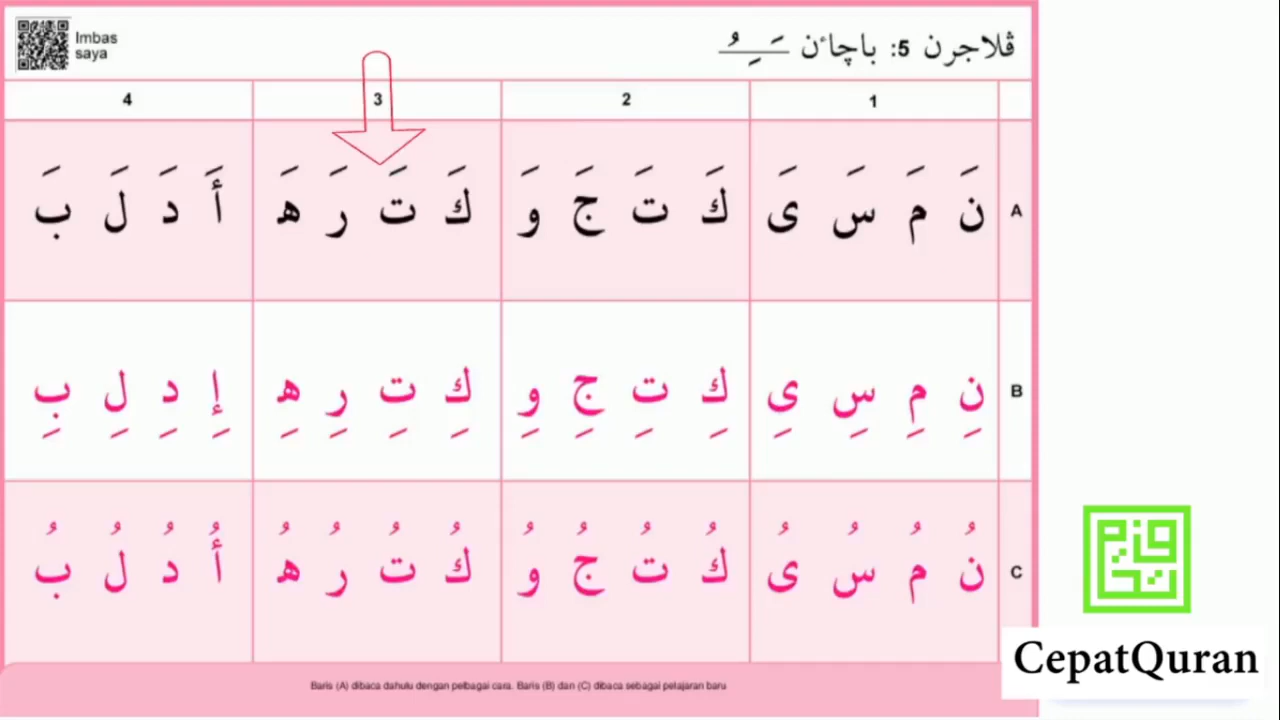 Imbas
saya
ڤلاجرن 5: باچاءن ـَـِـُ
1 2 3 4
A نَ مَ سَ ىَ كَ تَ جَ وَ كَ تَ رَ هَ أَ دَ لَ بَ
B نِ مِ سِ ىِ كِ تِ جِ وِ كِ تِ رِ هِ إِ دِ لِ بِ
C نُ مُ سُ ىُ كُ تُ جُ وُ كُ تُ رُ هُ أُ دُ لُ بُ
Baris (A) dibaca dahulu dengan pelbagai cara. Baris (B) dan (C) dibaca sebagai pelajaran baru
CepatQuran